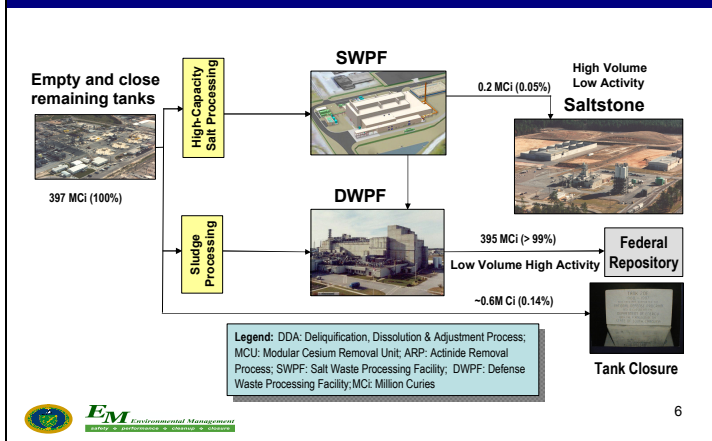 SWPF
High Volume
Low Activity
Saltstone
Empty and close
remaining tanks
High-Capacity
Salt Processing
0.2 MCi (0.05%)
397 MCi (100%)
DWPF
Sludge
Processing
395 MCi (> 99%)
Low Volume High Activity
Federal
Repository
~0.6M Ci (0.14%)
Tank Closure
Legend: DDA: Deliquification, Dissolution & Adjustment Process;
MCU: Modular Cesium Removal Unit; ARP: Actinide Removal
Process; SWPF: Salt Waste Processing Facility; DWPF: Defense
Waste Processing Facility;MCi: Million Curies
EM Environmental Management
safety ❖ performance ❖ cleanup ❖ closure
6